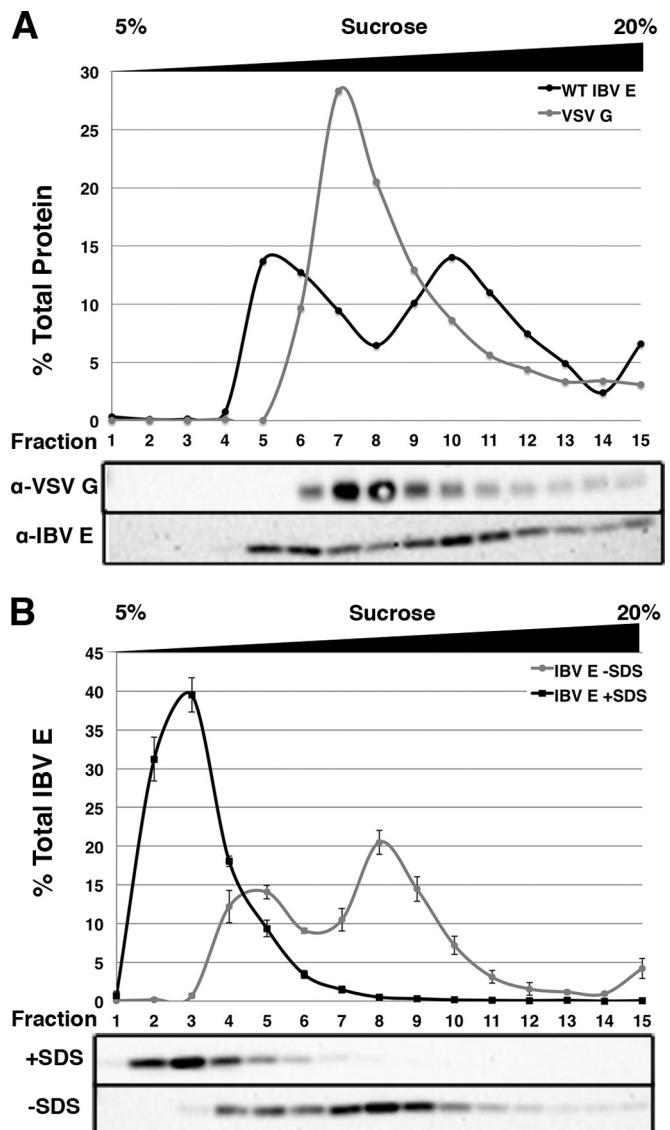 A
5% Sucrose 20%
30
WT IBV E
VSV G
25
20
15
10
5
0
% Total Protein
Fraction 1 2 3 4 5 6 7 8 9 10 11 12 13 14 15
α-VSV G
α-IBV E
B
5% Sucrose 20%
45
IBV E -SDS
IBV E +SDS
40
35
30
25
20
15
10
5
0
% Total IBV E
Fraction 1 2 3 4 5 6 7 8 9 10 11 12 13 14 15
+SDS
-SDS